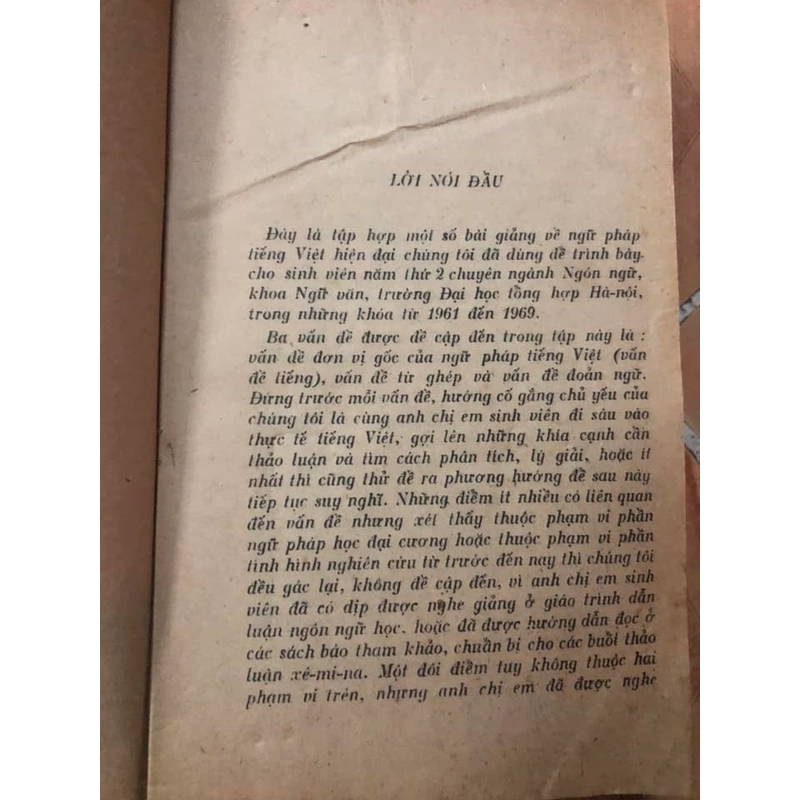 LỜI NÓI ĐẦU
Đây là tập hợp một số bài giảng về ngữ pháp
tiếng Việt hiện đại chúng tôi đã dùng để trình bày
cho sinh viên năm thứ 2 chuyên ngành Ngôn ngữ,
khoa Ngữ văn, trường Đại học tổng hợp Hà-nội,
trong những khóa từ 1961 đến 1969.
Ba vấn đề được đề cập đến trong tập này là :
vấn đề đơn vị gốc của ngữ pháp tiếng Việt (vấn
đề tiếng), vấn đề từ ghép và vấn đề đoản ngữ.
Đứng trước mỗi vấn đề, hướng cố gắng chủ yếu của
chúng tôi là cùng anh chị em sinh viên đi sâu vào
thực tế tiếng Việt, gợi lên những khía cạnh cần
thảo luận và tìm cách phân tích, lý giải, hoặc ít
nhất thì cũng thử đề ra phương hướng để sau này
tiếp tục suy nghĩ. Những điểm ít nhiều có liên quan
đến vấn đề nhưng xét thấy thuộc phạm vi phần
ngữ pháp học đại cương hoặc thuộc phạm vi phần
tình hình nghiên cứu từ trước đến nay thì chúng tôi
đều gác lại, không đề cập đến, vì anh chị em sinh
viên đã có dịp được nghe giảng ở giáo trình dẫn
luận ngôn ngữ học, hoặc đã được hướng dẫn đọc ở
các sách báo tham khảo, chuẩn bị cho các buổi thảo
luận xê-mi-na. Một đôi điểm tuy không thuộc hai
phạm vi trên, nhưng anh chị em đã được nghe